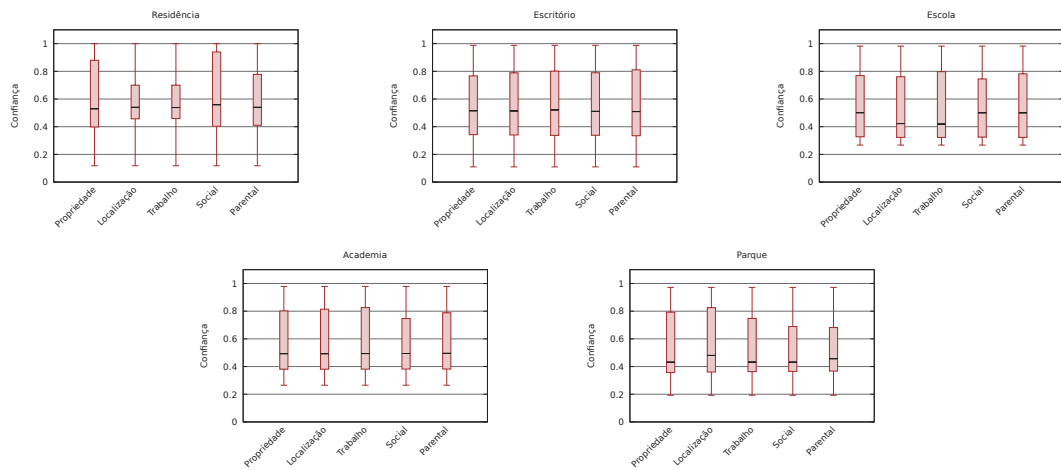 Residência
Confiança
1
0.8
0.6
0.4
0.2
0
Propriedade
Localização
Trabalho
Social
Parental
Escritório
Confiança
1
0.8
0.6
0.4
0.2
0
Propriedade
Localização
Trabalho
Social
Parental
Escola
Confiança
1
0.8
0.6
0.4
0.2
0
Propriedade
Localização
Trabalho
Social
Parental
Academia
Confiança
1
0.8
0.6
0.4
0.2
0
Propriedade
Localização
Trabalho
Social
Parental
Parque
Confiança
1
0.8
0.6
0.4
0.2
0
Propriedade
Localização
Trabalho
Social
Parental